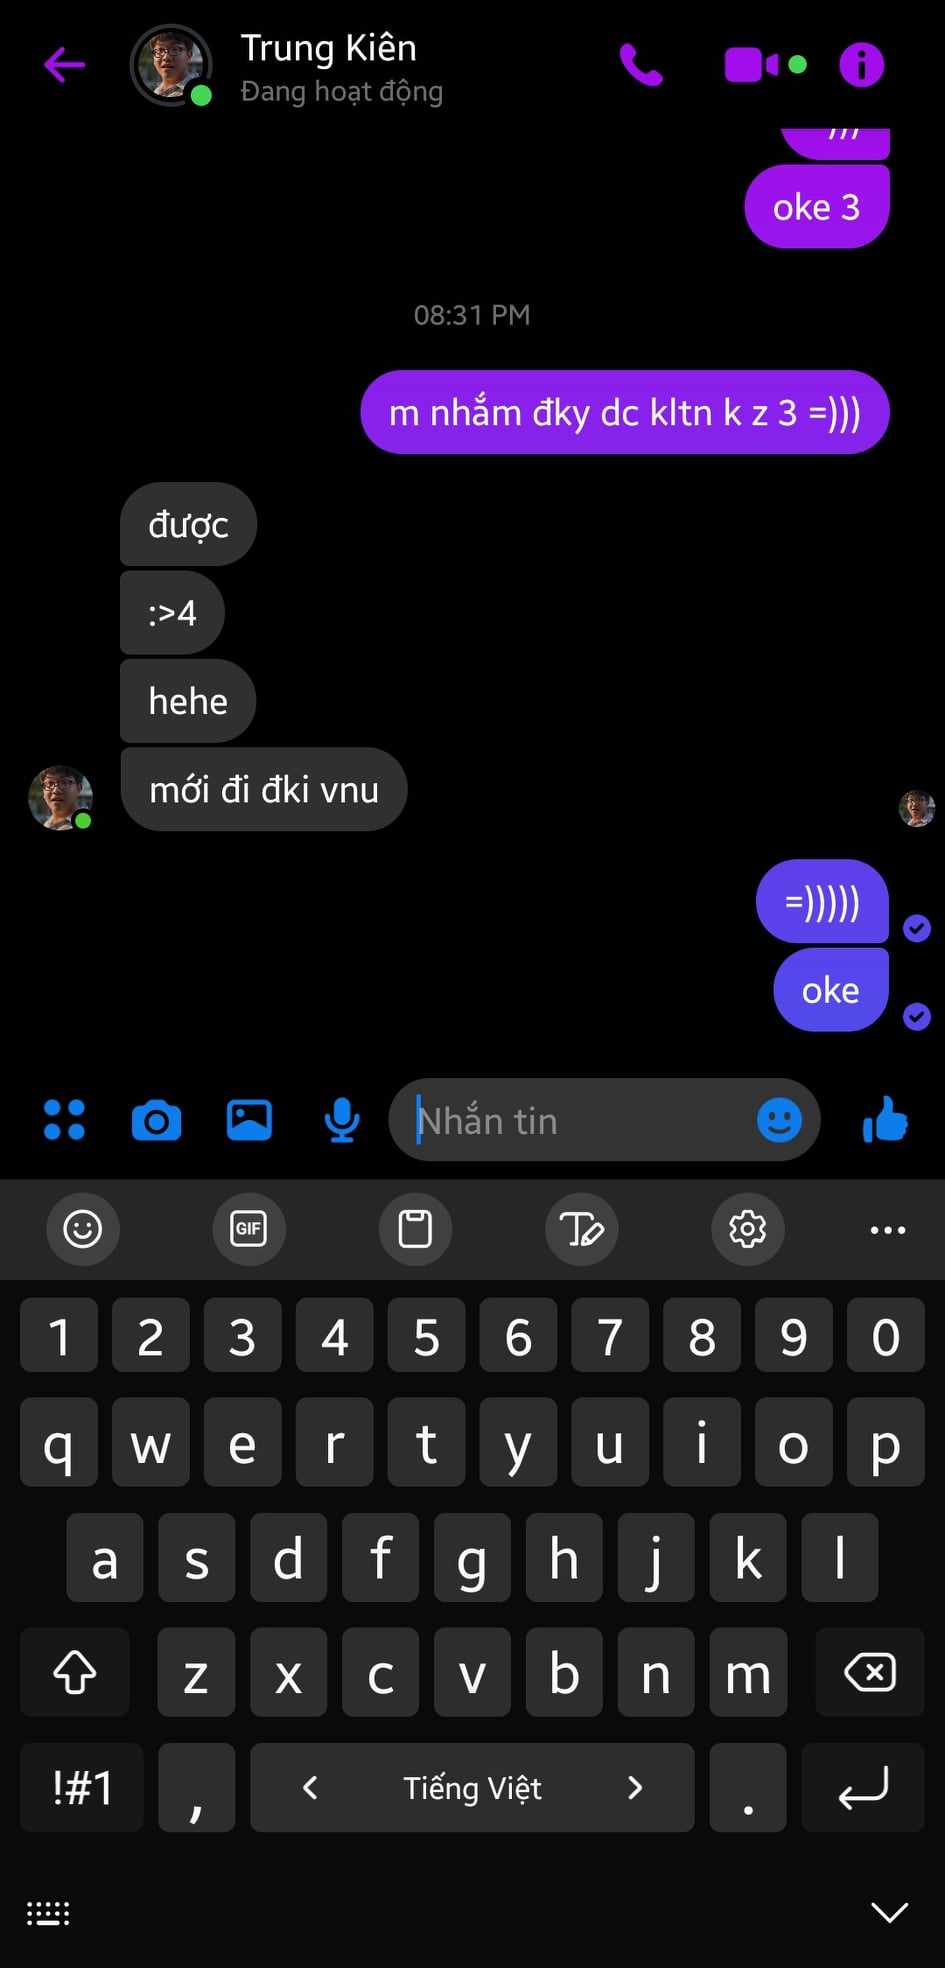 Trung Kiên
Đang hoạt động
)))
oke 3
08:31 PM
m nhắm đky dc kltn k z 3 =)))
được
:>4
hehe
mới đi đki vnu
=)))))
oke
Nhắn tin
GIF
1 2 3 4 5 6 7 8 9 0
q w e r t y u i o p
a s d f g h j k l
z x c v b n m
!#1 , < Tiếng Việt > .